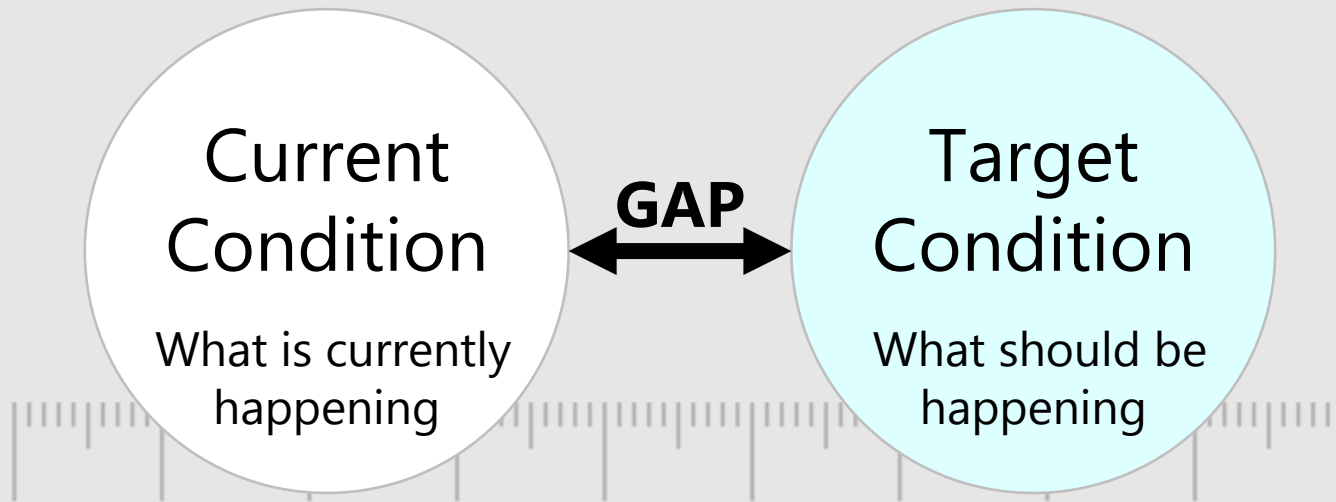 Current
Condition
What is currently
happening
GAP
Target
Condition
What should be
happening